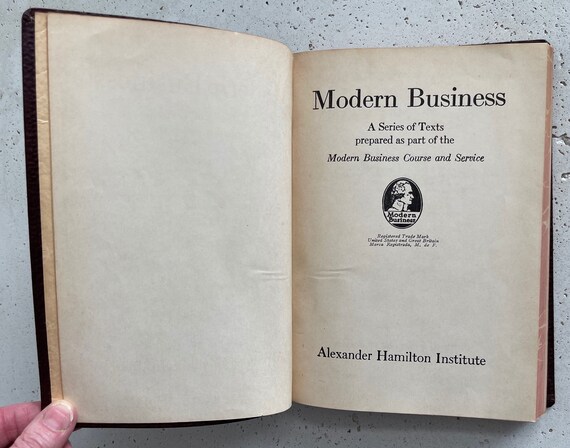 Modern Business
A Series of Texts
prepared as part of the
Modern Business Course and Service
Modern
Business
Registered Trade Mark
United States and Great Britain
Marca Registrada, M. de F.
Alexander Hamilton Institute